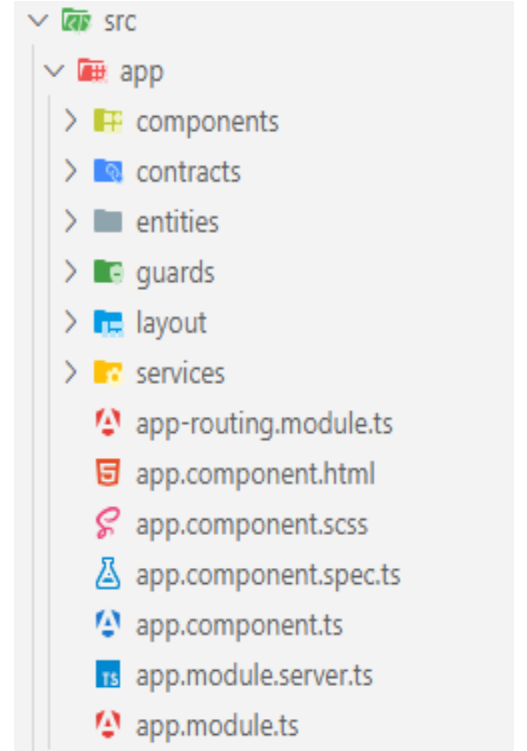 src
app
components
contracts
entities
guards
layout
services
app-routing.module.ts
app.component.html
app.component.scss
app.component.spec.ts
app.component.ts
TS app.module.server.ts
app.module.ts